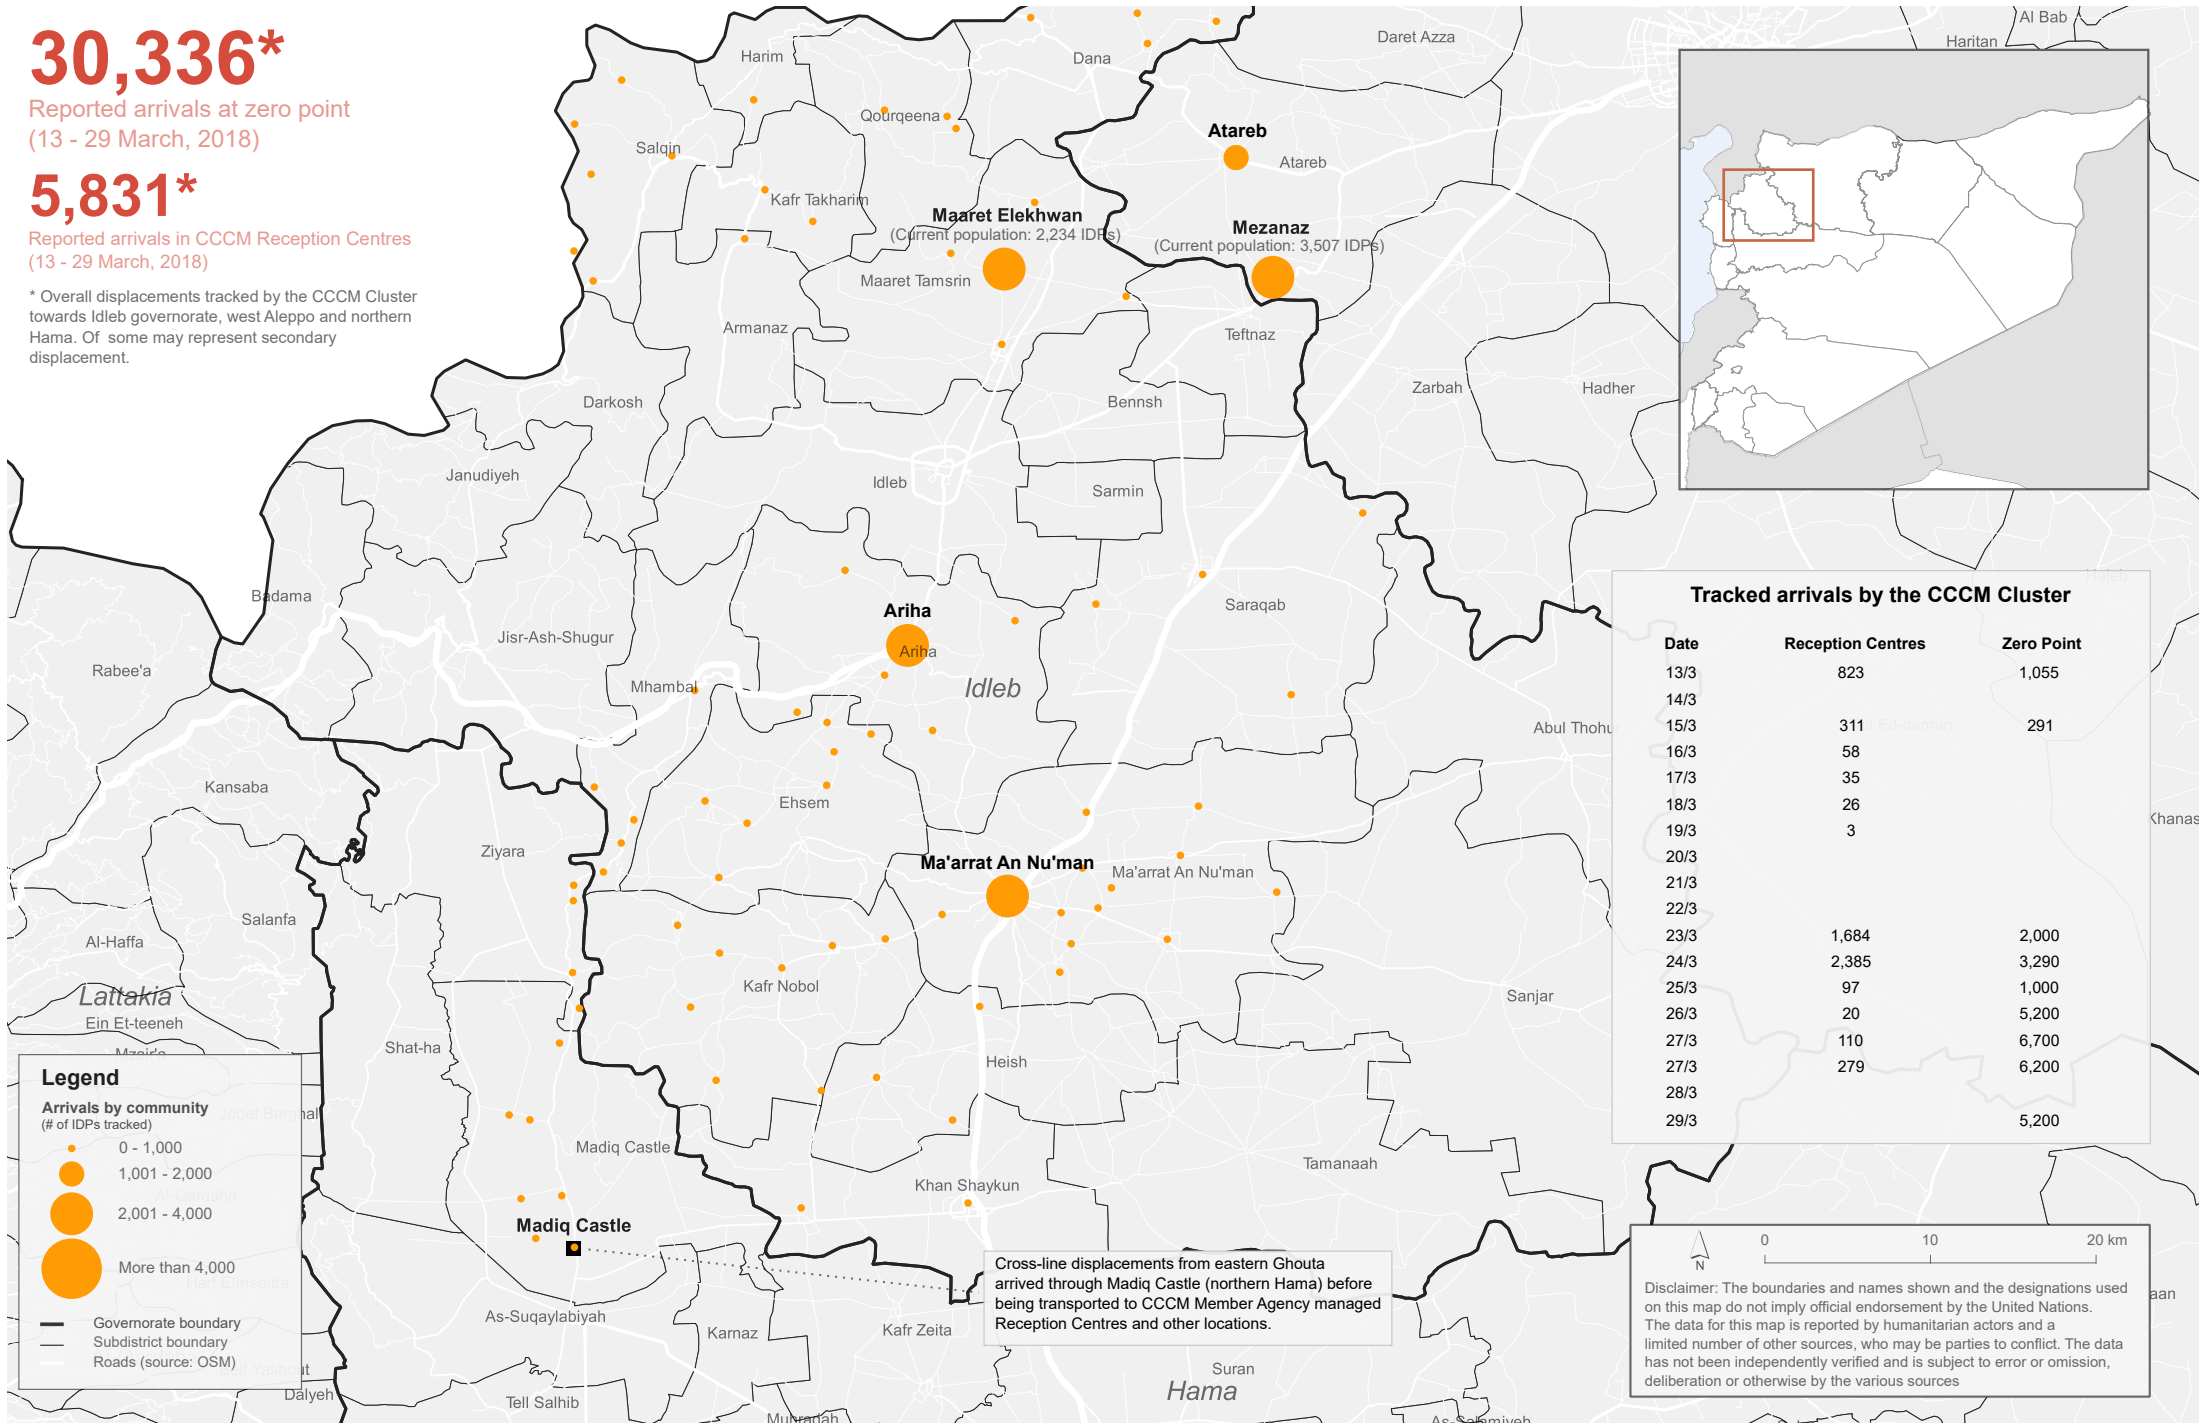 30,336*
Reported arrivals at zero point
(13 - 29 March, 2018)
5,831*
Reported arrivals in CCCM Reception Centres
(13 - 29 March, 2018)
* Overall displacements tracked by the CCCM Cluster
towards Idleb governorate, west Aleppo and northern
Hama. Of  some may represent secondary
displacement.
Al Bab
Haritan
Daret Azza
Harim
Dana
Qourqeena
Atareb
Atareb
Salqin
Kafr Takharim
Maaret Elekhwan
(Current population: 2,234 IDPs)
Mezanaz
(Current population: 3,507 IDPs)
Maaret Tamsrin
Armanaz
Teftnaz
Darkosh
Bennsh
Zarbah
Hadher
Janudiyeh
Idleb
Sarmin
Badama
Jisr-Ash-Shugur
Ariha
Ariha
Saraqab
Hajeb
Rabee'a
Mhambal
Idleb
Abul Thohur
Kansaba
Ehsem
Ziyara
Ma'arrat An Nu'man
Ma'arrat An Nu'man
Khanas
Salanfa
Al-Haffa
Lattakia
Kafr Nobol
Sanjar
Ein Et-teeneh
Mzair'a
Shat-ha
Heish
Madiq Castle
Tamanaah
Khan Shaykun
Madiq Castle
As-Suqaylabiyah
Karnaz
Kafr Zeita
Suran
Hama
Dalyeh
Tell Salhib
Muhradah
As-Salamiyeh
Tracked arrivals by the CCCM Cluster
Date Reception Centres Zero Point
13/3 823 1,055
14/3
15/3 311 291
16/3 58
17/3 35
18/3 26
19/3 3
20/3
21/3
22/3
23/3 1,684 2,000
24/3 2,385 3,290
25/3 97 1,000
26/3 20 5,200
27/3 110 6,700
27/3 279 6,200
28/3
29/3 5,200
Legend
Arrivals by community
(# of IDPs tracked)
0 - 1,000
1,001 - 2,000
2,001 - 4,000
More than 4,000
Governorate boundary
Subdistrict boundary
Roads (source: OSM)
Jobet Berghal
Al-Qardaha
Harf Elmsaitra
Cross-line displacements from eastern Ghouta
arrived through Madiq Castle (northern Hama) before
being transported to CCCM Member Agency managed
Reception Centres and other locations.
N
0 10 20 km
Disclaimer: The boundaries and names shown and the designations used
on this map do not imply official endorsement by the United Nations.
The data for this map is reported by humanitarian actors and a
limited number of other sources, who may be parties to conflict. The data
has not been independently verified and is subject to error or omission,
deliberation or otherwise by the various sources